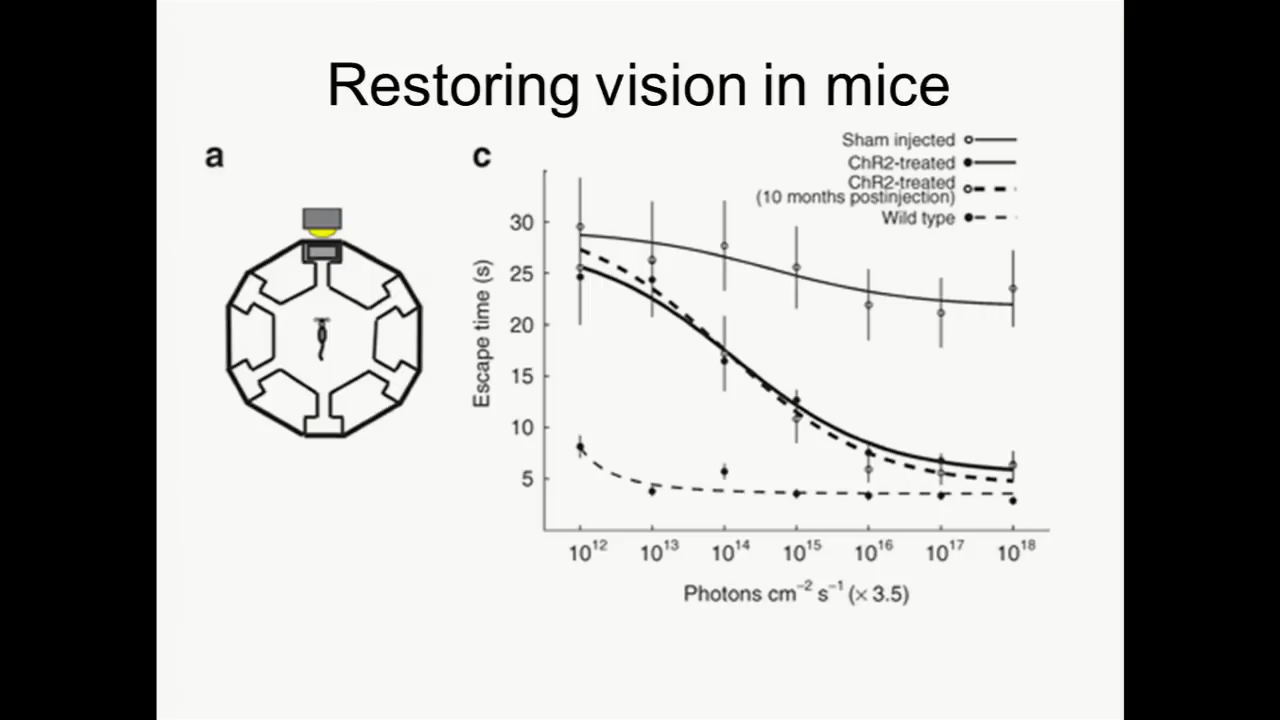 Restoring vision in mice
a
c
Sham injected
ChR2-treated
ChR2-treated
(10 months postinjection)
Wild type
Escape time (s)
30
25
20
15
10
5
10¹² 10¹³ 10¹⁴ 10¹⁵ 10¹⁶ 10¹⁷ 10¹⁸
Photons cm⁻² s⁻¹ (× 3.5)